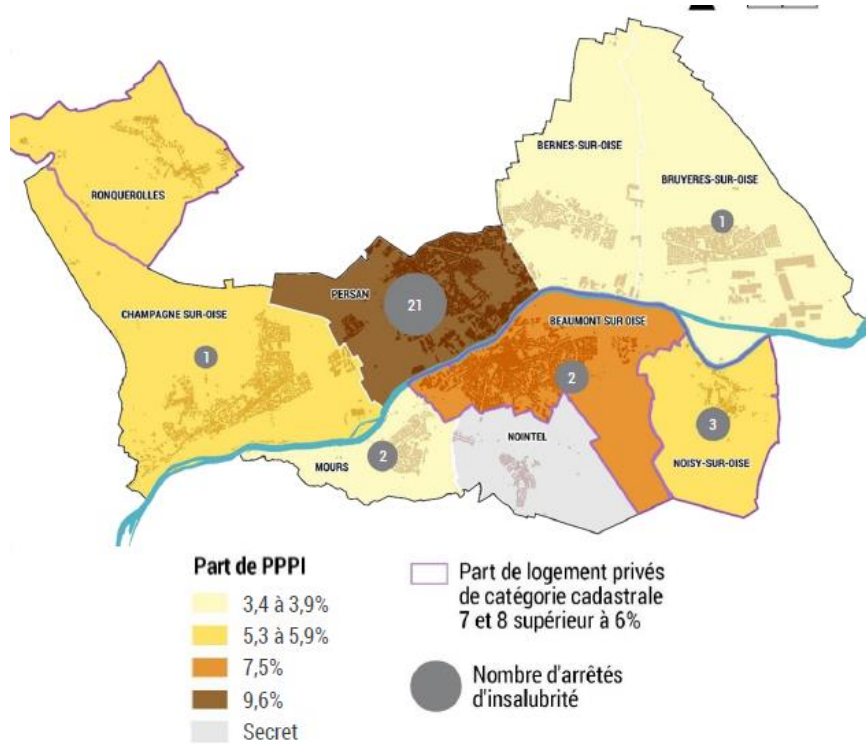 BERNES-SUR-OISE
BRUYERES-SUR-OISE
RONQUEROLLES
1
PERSAN
21
CHAMPAGNE SUR-OISE
BEAUMONT SUR OISE
1
2
3
NOINTEL
2
MOURS
NOISY-SUR-OISE
Part de PPPI
3,4 à 3,9%
5,3 à 5,9%
7,5%
9,6%
Secret
Part de logement privés
de catégorie cadastrale
7 et 8 supérieur à 6%
Nombre d'arrêtés
d'insalubrité